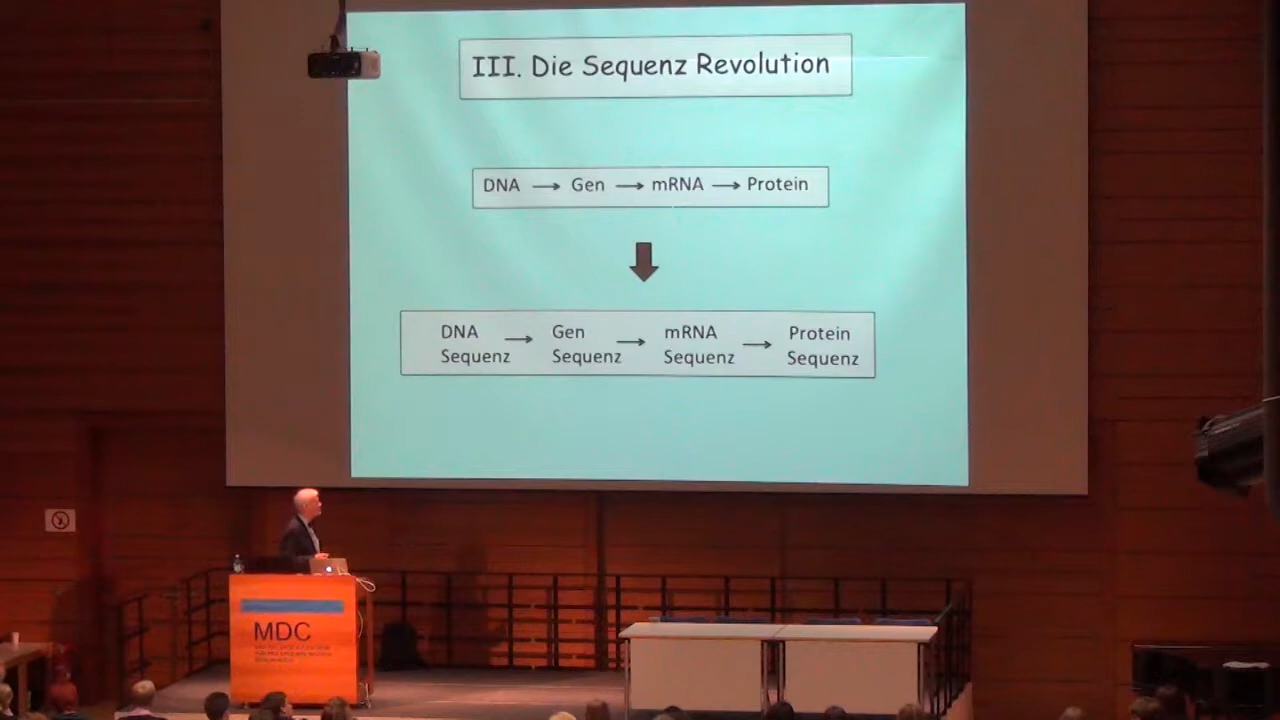 III. Die Sequenz Revolution
DNA → Gen → mRNA → Protein
DNA Sequenz → Gen Sequenz → mRNA Sequenz → Protein Sequenz
MDC